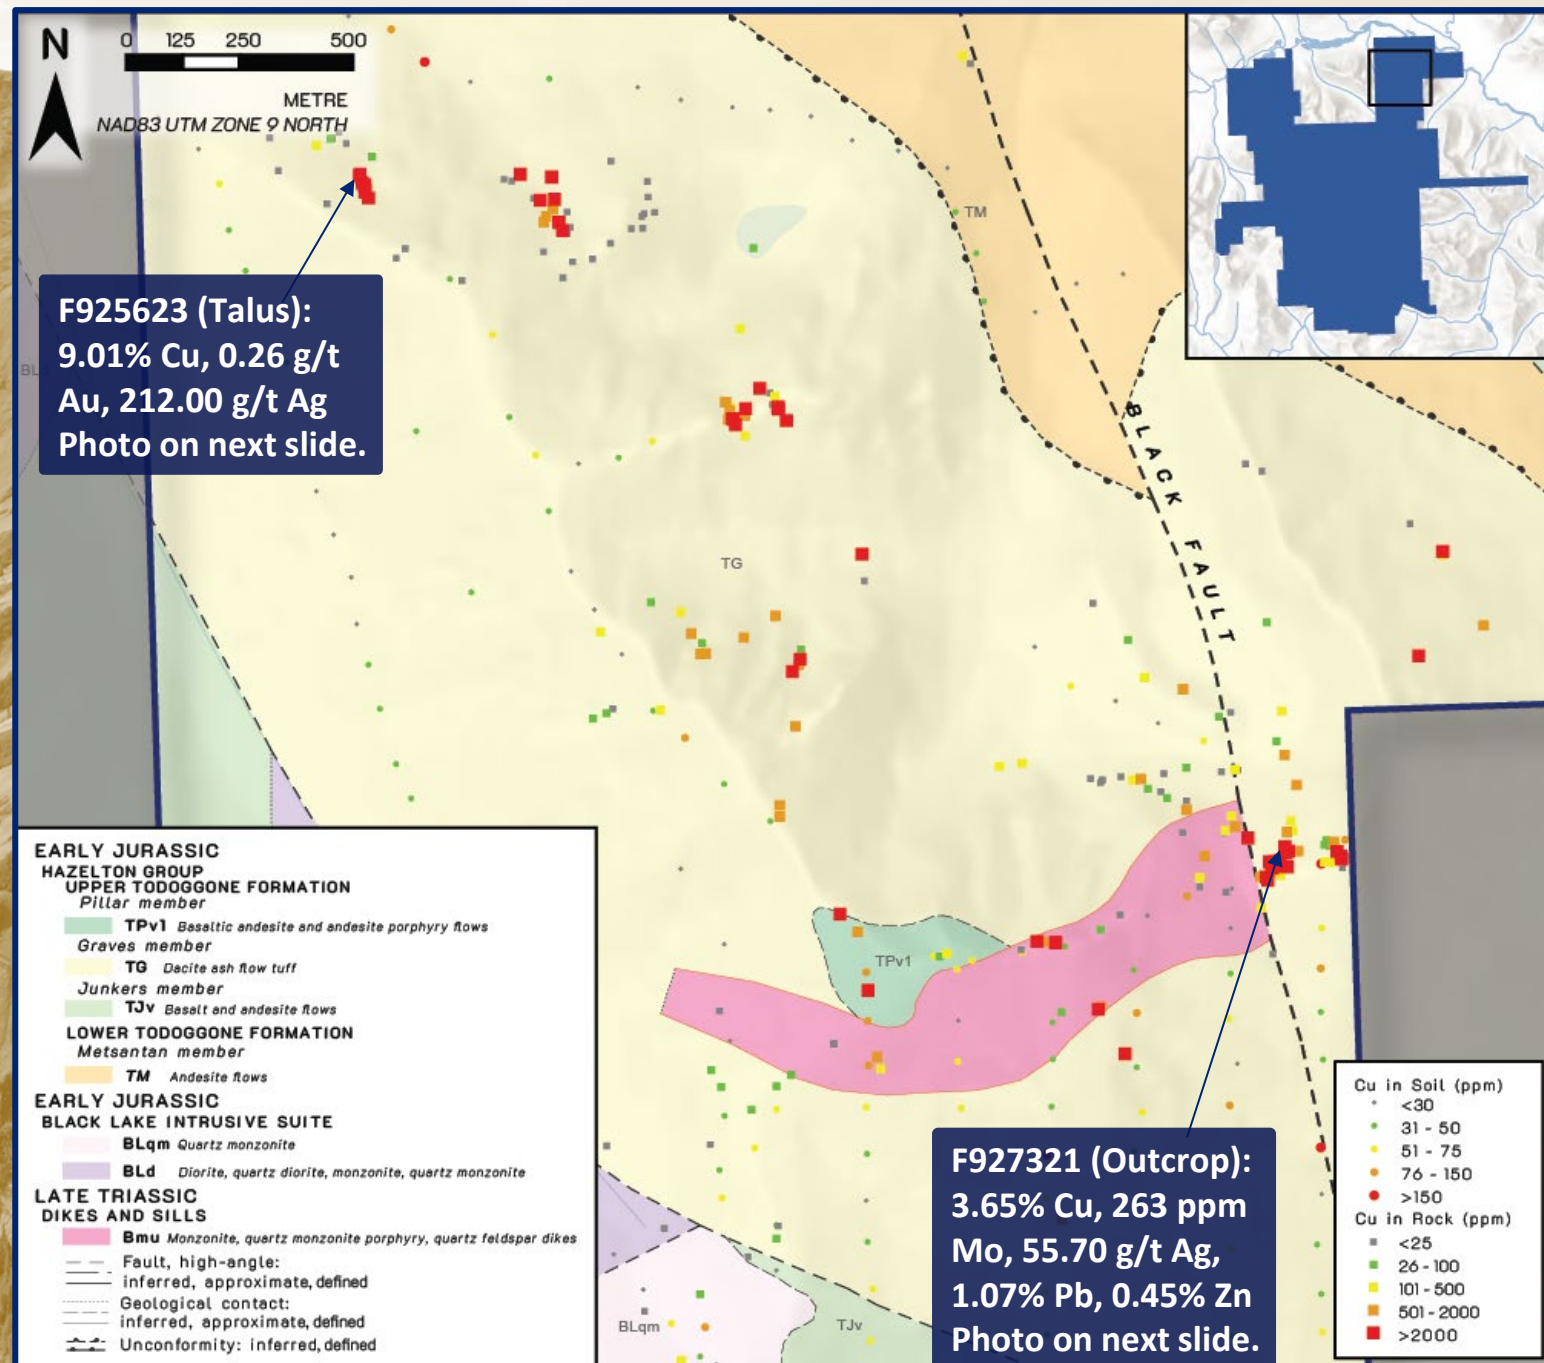 N
0 125 250 500
METRE
NAD83 UTM ZONE 9 NORTH
TM
F925623 (Talus):
9.01% Cu, 0.26 g/t
Au, 212.00 g/t Ag
Photo on next slide.
BLACK FAULT
TG
TPv1
EARLY JURASSIC
HAZELTON GROUP
UPPER TODOGGONE FORMATION
Pillar member
TPv1 Basaltic andesite and andesite porphyry flows
Graves member
TG Dacite ash flow tuff
Junkers member
TJv Basalt and andesite flows
LOWER TODOGGONE FORMATION
Metsantan member
TM Andesite flows
EARLY JURASSIC
BLACK LAKE INTRUSIVE SUITE
BLqm Quartz monzonite
BLd Diorite, quartz diorite, monzonite, quartz monzonite
LATE TRIASSIC
DIKES AND SILLS
Bmu Monzonite, quartz monzonite porphyry, quartz feldspar dikes
Fault, high-angle:
inferred, approximate, defined
Geological contact:
inferred, approximate, defined
Unconformity: inferred, defined
BLqm
TJv
F927321 (Outcrop):
3.65% Cu, 263 ppm
Mo, 55.70 g/t Ag,
1.07% Pb, 0.45% Zn
Photo on next slide.
Cu in Soil (ppm)
<30
31 - 50
51 - 75
76 - 150
>150
Cu in Rock (ppm)
<25
26 - 100
101 - 500
501 - 2000
>2000